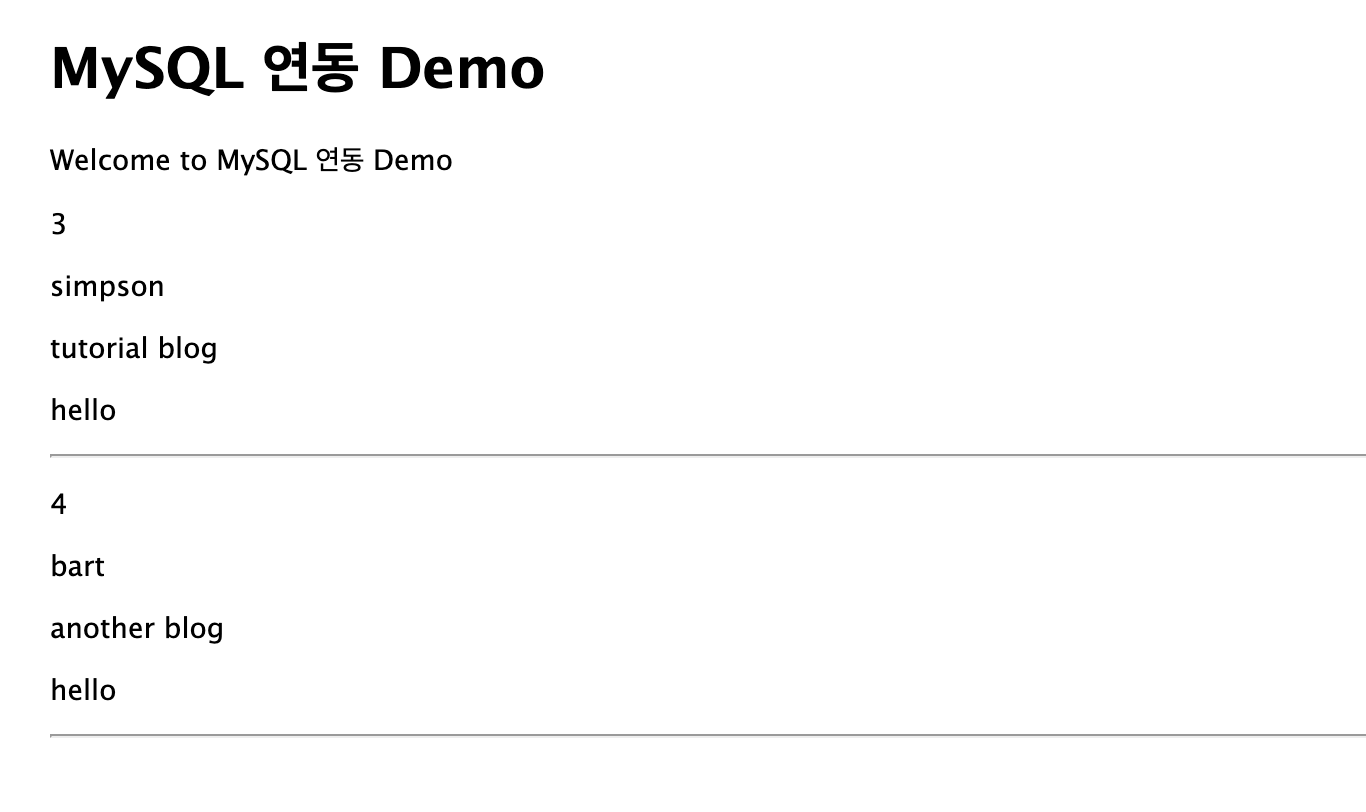 MySQL 연동 Demo
Welcome to MySQL 연동 Demo
3
simpson
tutorial blog
hello
4
bart
another blog
hello